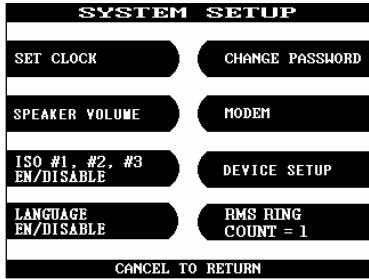 SYSTEM SETUP
SET CLOCK
CHANGE PASSWORD
SPEAKER VOLUME
MODEM
ISO #1, #2, #3
EN/DISABLE
DEVICE SETUP
LANGUAGE
EN/DISABLE
RMS RING
COUNT = 1
CANCEL TO RETURN